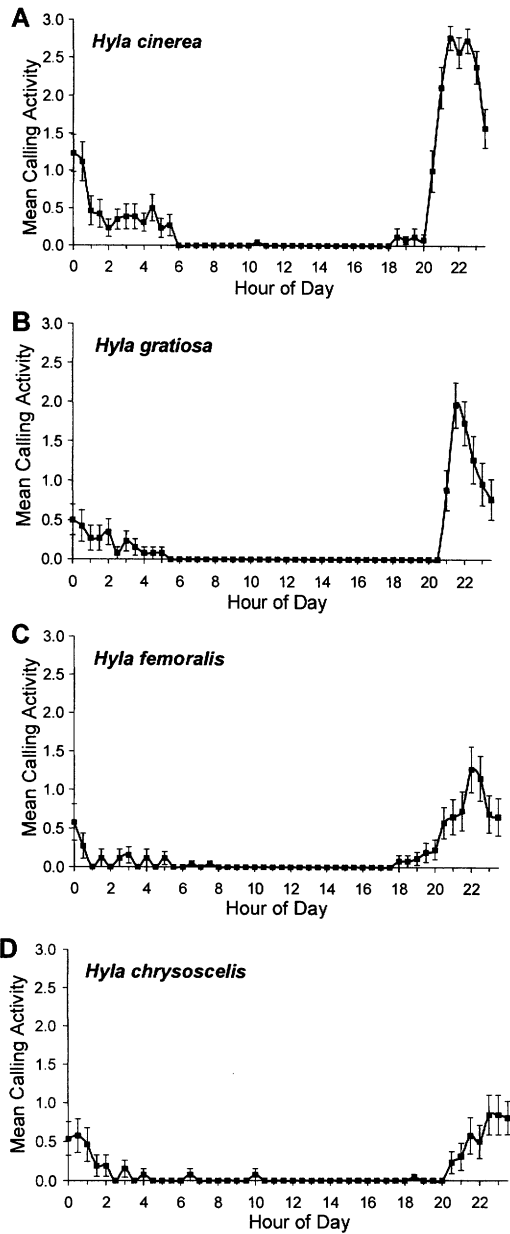 A
Hyla cinerea
Mean Calling Activity
3.0
2.5
2.0
1.5
1.0
0.5
0.0
0 2 4 6 8 10 12 14 16 18 20 22
Hour of Day
B
Hyla gratiosa
Mean Calling Activity
3.0
2.5
2.0
1.5
1.0
0.5
0.0
0 2 4 6 8 10 12 14 16 18 20 22
Hour of Day
C
Hyla femoralis
Mean Calling Activity
3.0
2.5
2.0
1.5
1.0
0.5
0.0
0 2 4 6 8 10 12 14 16 18 20 22
Hour of Day
D
Hyla chrysoscelis
Mean Calling Activity
3.0
2.5
2.0
1.5
1.0
0.5
0.0
0 2 4 6 8 10 12 14 16 18 20 22
Hour of Day